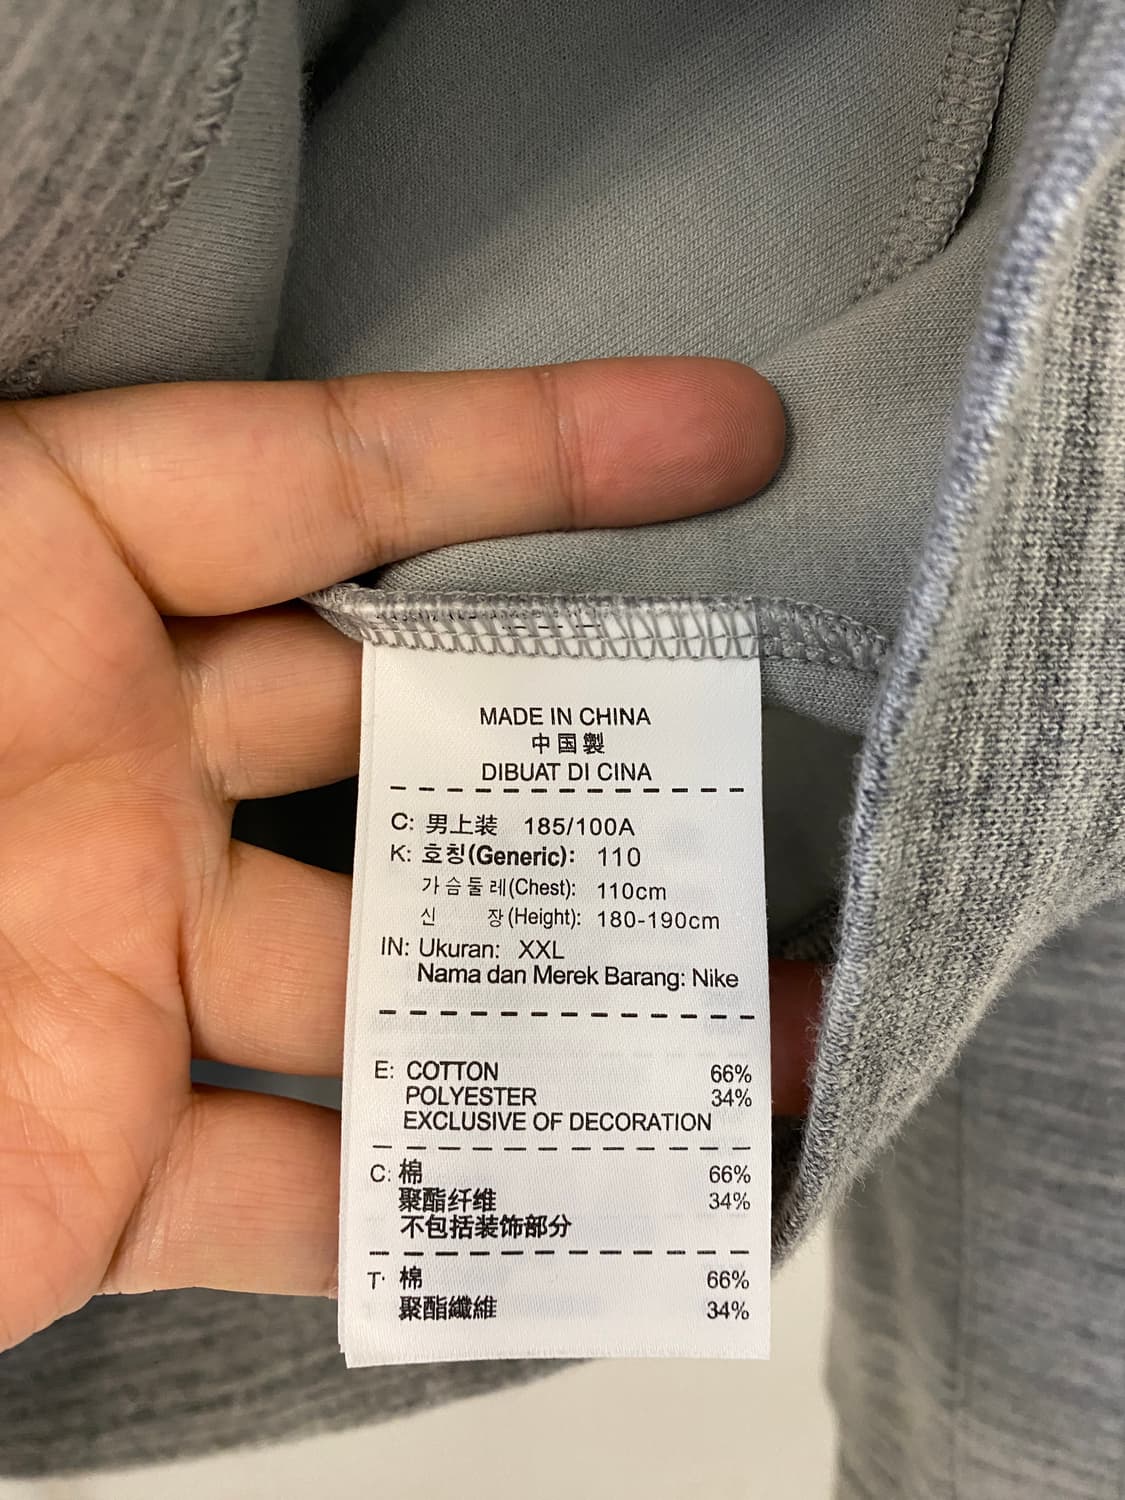 MADE IN CHINA
中国製
DIBUAT DI CINA
C: 男上装 185/100A
K: 호칭(Generic): 110
가슴둘레(Chest): 110cm
신 장(Height): 180-190cm
IN: Ukuran: XXL
Nama dan Merek Barang: Nike
E: COTTON 66%
POLYESTER 34%
EXCLUSIVE OF DECORATION
C: 棉 66%
聚酯纤维 34%
不包括装饰部分
T: 棉 66%
聚酯纖維 34%